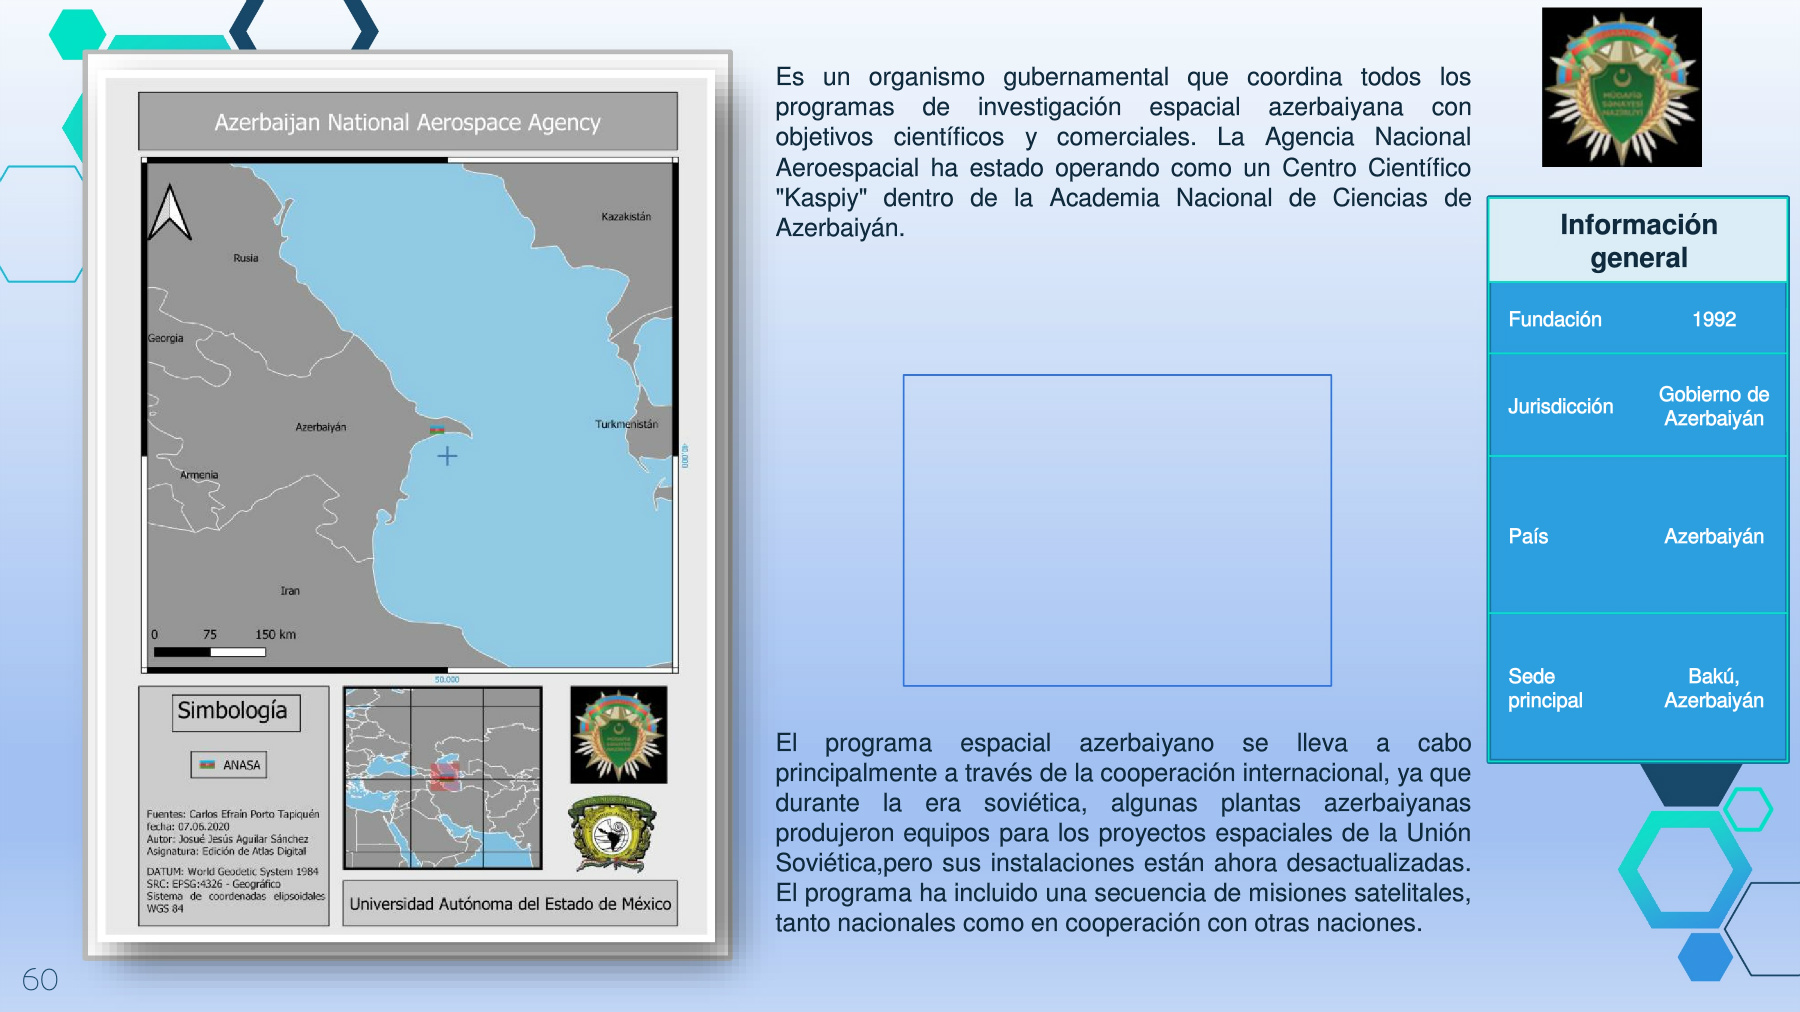 Azerbaijan National Aerospace Agency
Kazakistán
Rusia
Georgia
Azerbaiyán
Turkmenistán
Armenia
Iran
40.000
0 75 150 km
50.000
Simbología
ANASA
Fuentes: Carlos Efraín Porto Tapiquén
fecha: 07.06.2020
Autor: Josué Jesús Aguilar Sánchez
Asignatura: Edición de Atlas Digital
DATUM: World Geodetic System 1984
SRC: EPSG:4326 - Geográfico
Sistema de coordenadas elipsoidales
WGS 84
Universidad Autónoma del Estado de México
Es un organismo gubernamental que coordina todos los
programas de investigación espacial azerbaiyana con
objetivos científicos y comerciales. La Agencia Nacional
Aeroespacial ha estado operando como un Centro Científico
"Kaspiy" dentro de la Academia Nacional de Ciencias de
Azerbaiyán.
El programa espacial azerbaiyano se lleva a cabo
principalmente a través de la cooperación internacional, ya que
durante la era soviética, algunas plantas azerbaiyanas
produjeron equipos para los proyectos espaciales de la Unión
Soviética,pero sus instalaciones están ahora desactualizadas.
El programa ha incluido una secuencia de misiones satelitales,
tanto nacionales como en cooperación con otras naciones.
MÜDAFİƏ
SƏNAYESİ
NAZİRLİYİ
Información
general
Fundación 1992
Jurisdicción Gobierno de
Azerbaiyán
País Azerbaiyán
Sede
principal Bakú,
Azerbaiyán
60